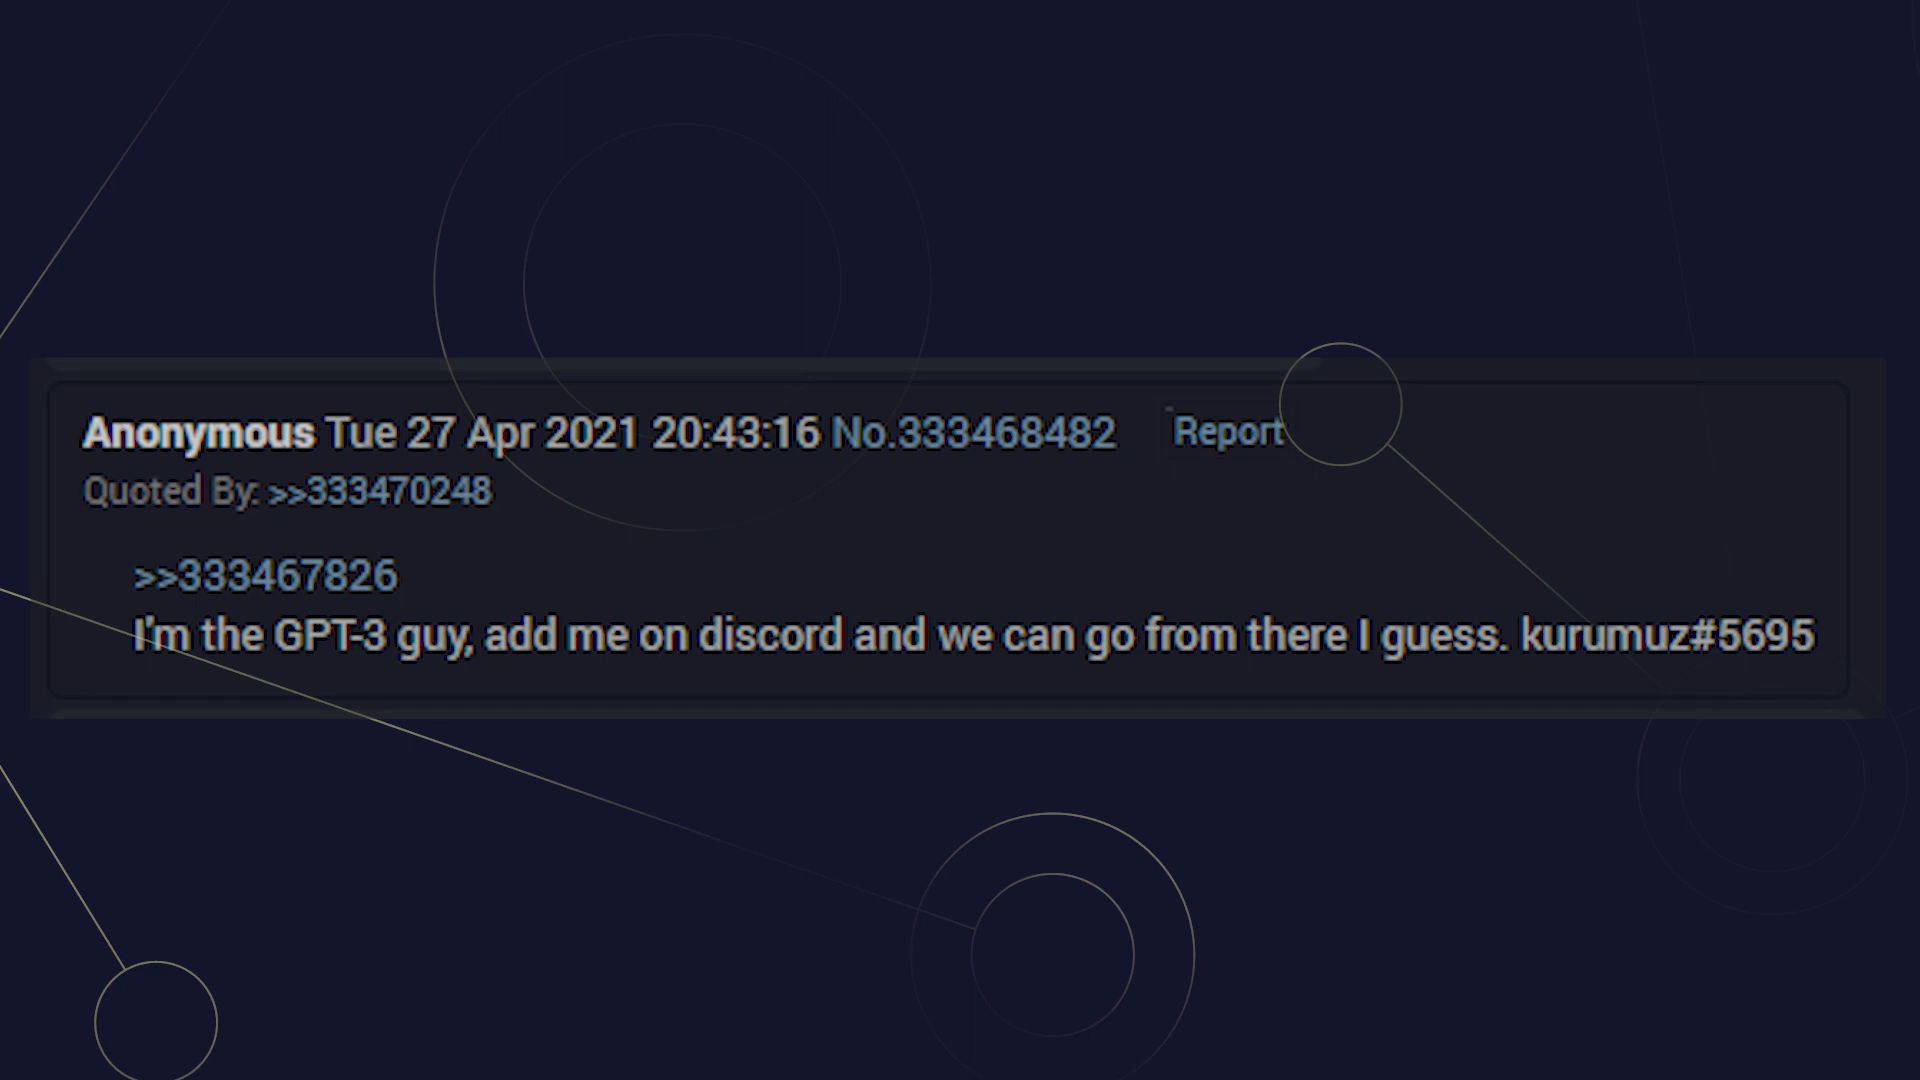 Anonymous Tue 27 Apr 2021 20:43:16 No.333468482 Report
Quoted By: >>333470248
>>333467826
I'm the GPT-3 guy, add me on discord and we can go from there I guess. kurumuz#5695